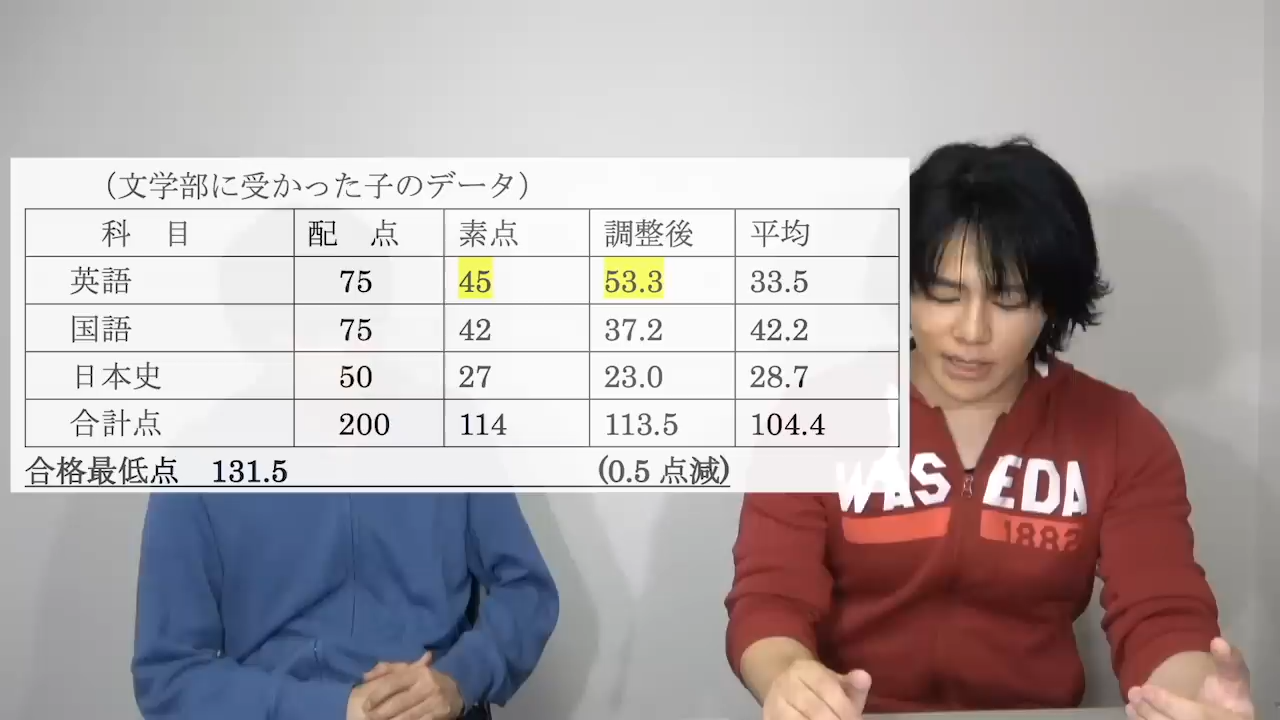 （文学部に受かった子のデータ）
科　目 配　点 素点 調整後 平均
英語 75 45 53.3 33.5
国語 75 42 37.2 42.2
日本史 50 27 23.0 28.7
合計点 200 114 113.5 104.4
合格最低点　131.5 (0.5 点減)
WASEDA
1882